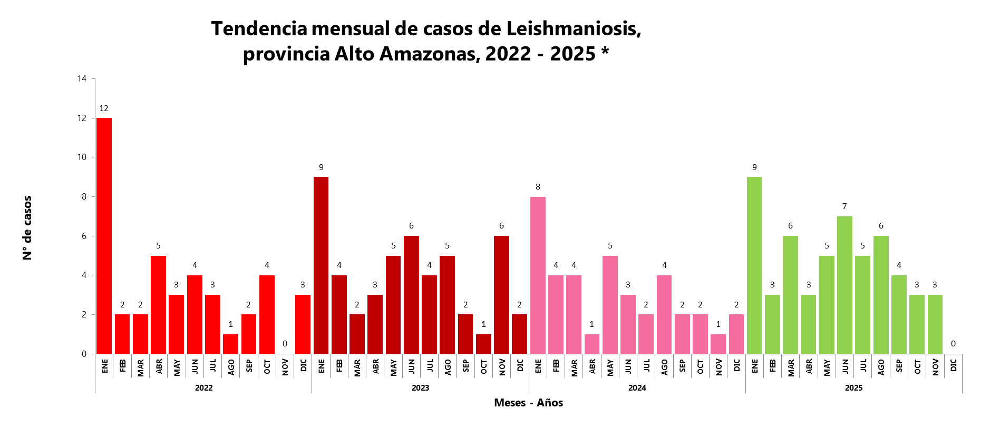 Tendencia mensual de casos de Leishmaniosis,
provincia Alto Amazonas, 2022 - 2025 *
N° de casos
14
12
10
8
6
4
2
0
12 2 2 5 3 4 3 1 2 4 0 3 9 4 2 3 5 6 4 5 2 1 6 2 8 4 4 1 5 3 2 4 2 2 1 2 9 3 6 3 5 7 5 6 4 3 3 0
ENE FEB MAR ABR MAY JUN JUL AGO SEP OCT NOV DIC ENE FEB MAR ABR MAY JUN JUL AGO SEP OCT NOV DIC ENE FEB MAR ABR MAY JUN JUL AGO SEP OCT NOV DIC ENE FEB MAR ABR MAY JUN JUL AGO SEP OCT NOV DIC
2022 2023 2024 2025
Meses - Años